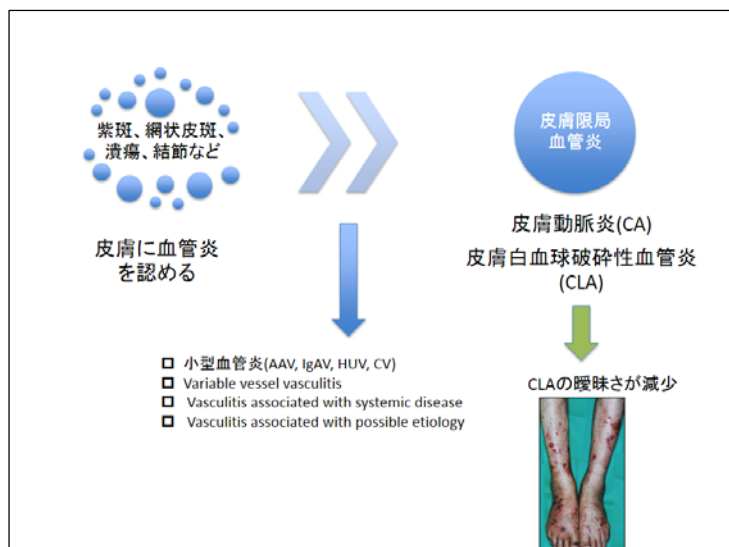 紫斑、網状皮斑、
潰瘍、結節など
皮膚に血管炎
を認める
皮膚限局
血管炎
皮膚動脈炎(CA)
皮膚白血球破砕性血管炎
(CLA)
小型血管炎(AAV, IgAV, HUV, CV)
Variable vessel vasculitis
Vasculitis associated with systemic disease
Vasculitis associated with possible etiology
CLAの曖昧さが減少